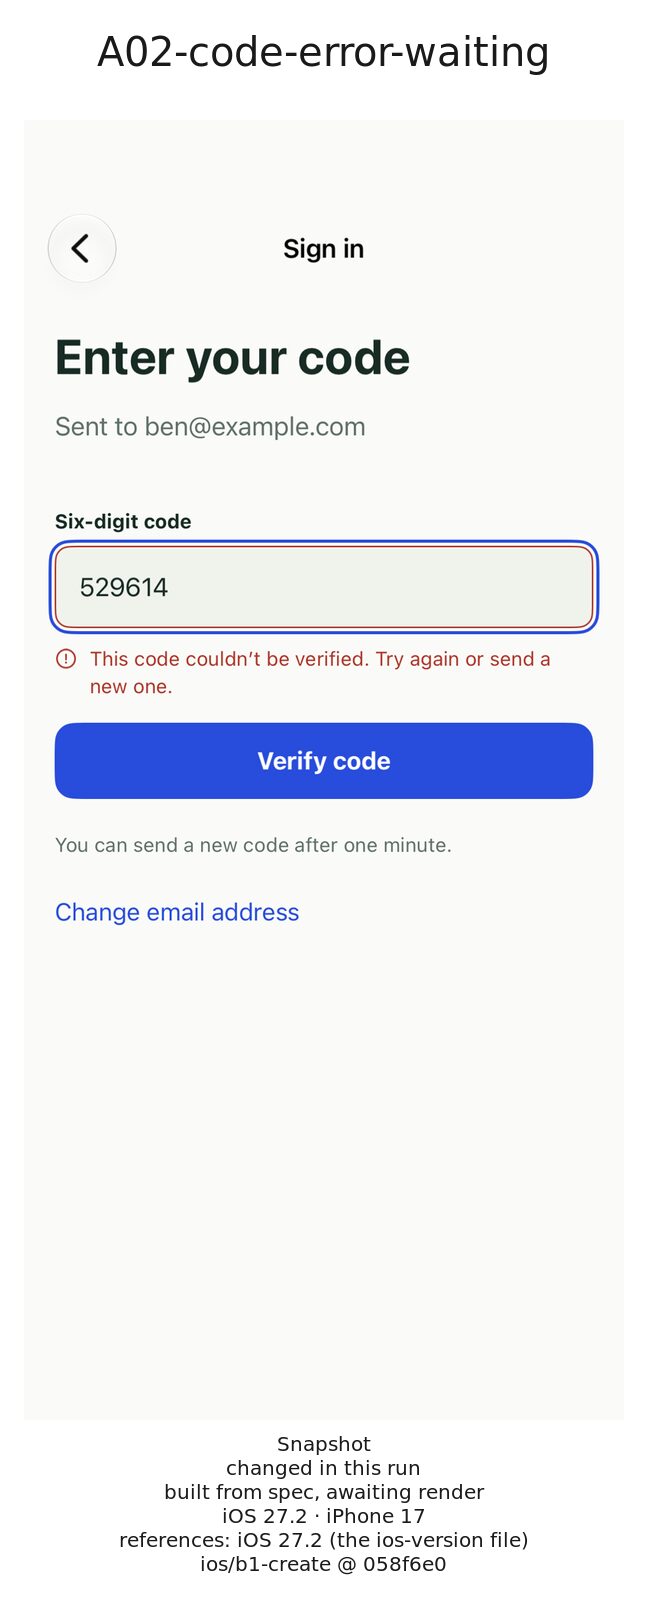 A02-code-error-waiting
Sign in
Enter your code
Sent to ben@example.com
Six-digit code
529614
This code couldn’t be verified. Try again or send a
new one.
Verify code
You can send a new code after one minute.
Change email address
Snapshot
changed in this run
built from spec, awaiting render
iOS 27.2 · iPhone 17
references: iOS 27.2 (the ios-version file)
ios/b1-create @ 058f6e0